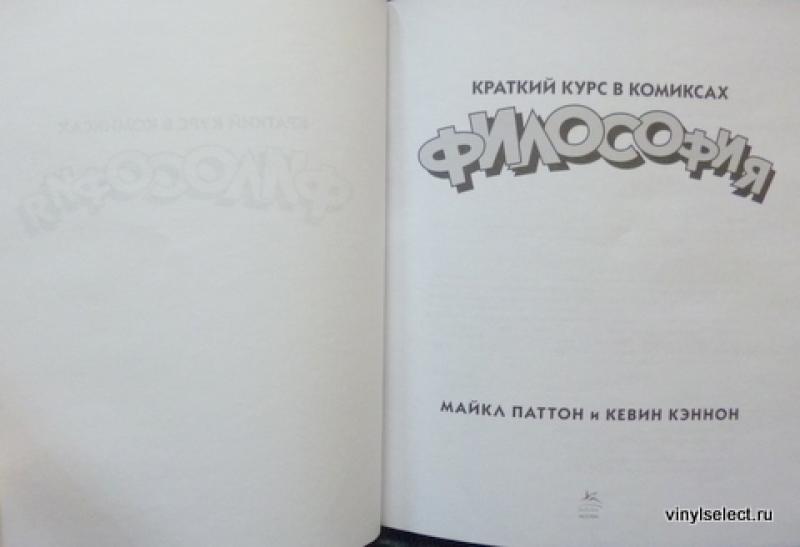 КРАТКИЙ КУРС В КОМИКСАХ
ФИЛОСОФИЯ
МАЙКЛ ПАТТОН и КЕВИН КЭННОН
vinylselect.ru